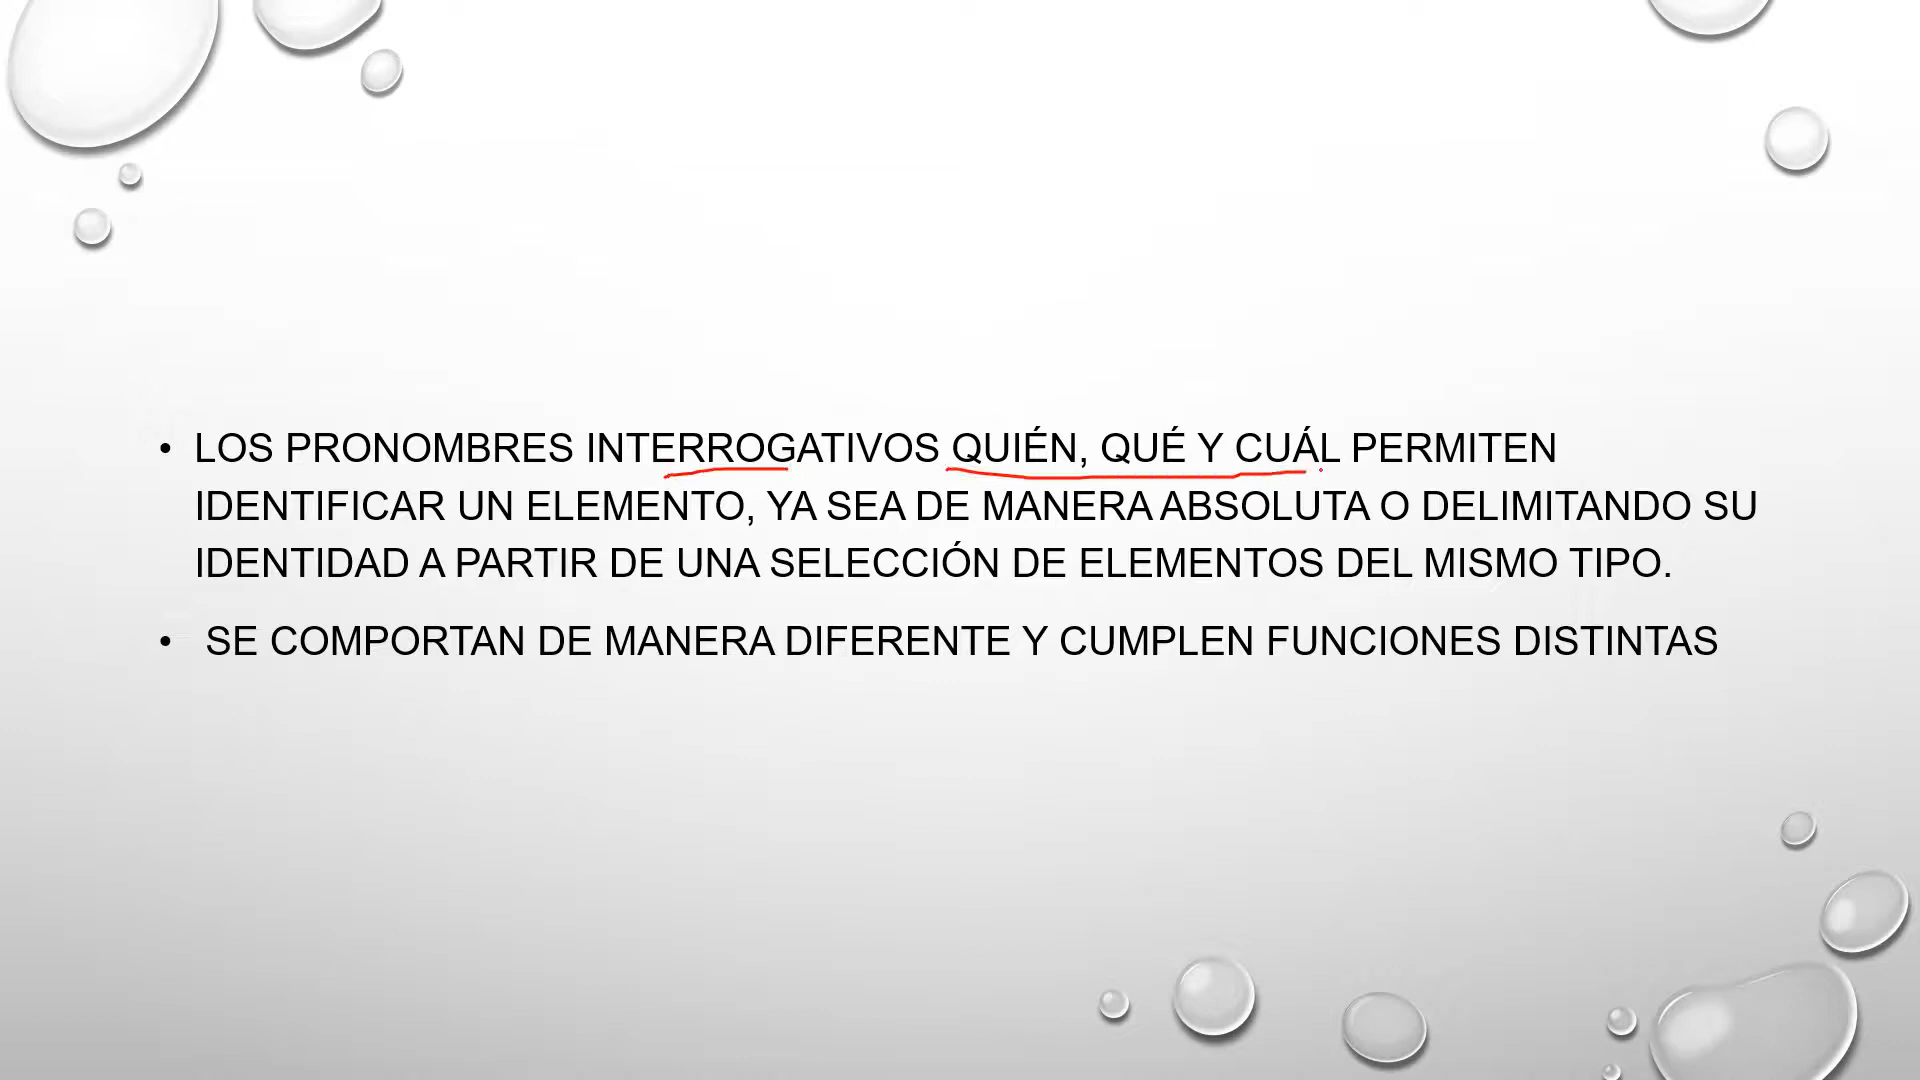 • LOS PRONOMBRES INTERROGATIVOS QUIÉN, QUÉ Y CUÁL PERMITEN
IDENTIFICAR UN ELEMENTO, YA SEA DE MANERA ABSOLUTA O DELIMITANDO SU
IDENTIDAD A PARTIR DE UNA SELECCIÓN DE ELEMENTOS DEL MISMO TIPO.
• SE COMPORTAN DE MANERA DIFERENTE Y CUMPLEN FUNCIONES DISTINTAS